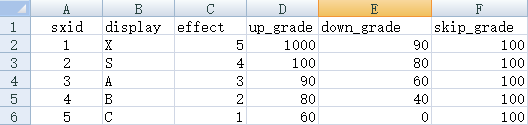 A B C D E F
1 sxid display effect up_grade down_grade skip_grade
2 1 X 5 1000 90 100
3 2 S 4 100 80 100
4 3 A 3 90 60 100
5 4 B 2 80 40 100
6 5 C 1 60 0 100